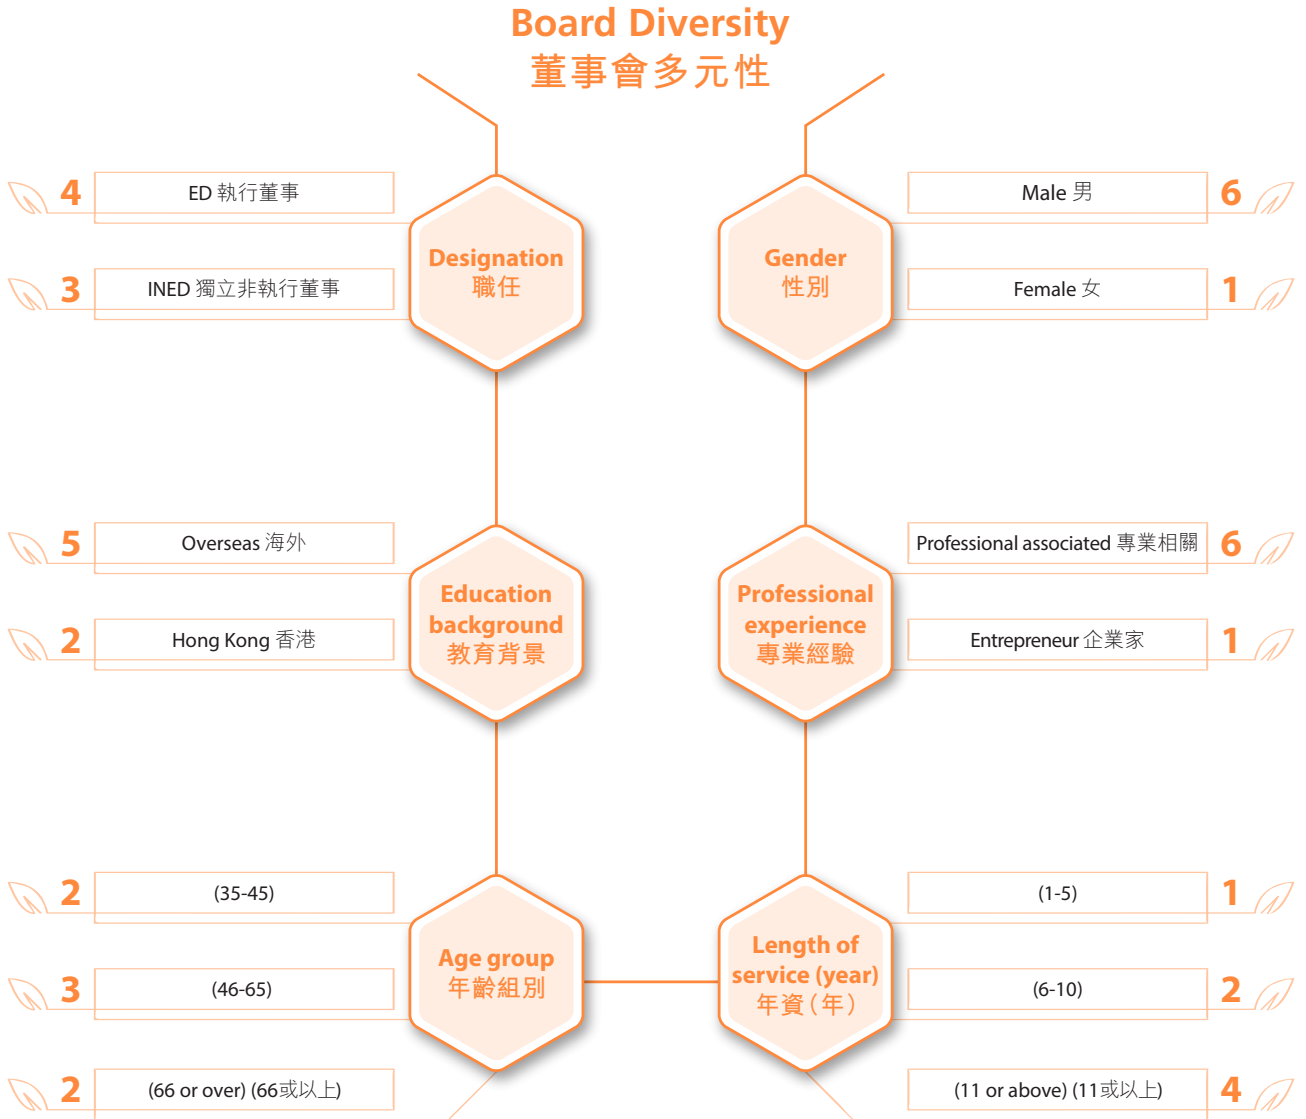 Board Diversity
董事會多元性
4 ED 執行董事
3 INED 獨立非執行董事
Designation
職任
Male 男 6
Female 女 1
Gender
性別
5 Overseas 海外
2 Hong Kong 香港
Education
background
教育背景
Professional associated 專業相關 6
Entrepreneur 企業家 1
Professional
experience
專業經驗
2 (35-45)
3 (46-65)
2 (66 or over) (66或以上)
Age group
年齡組別
(1-5) 1
(6-10) 2
(11 or above) (11或以上) 4
Length of
service (year)
年資（年）